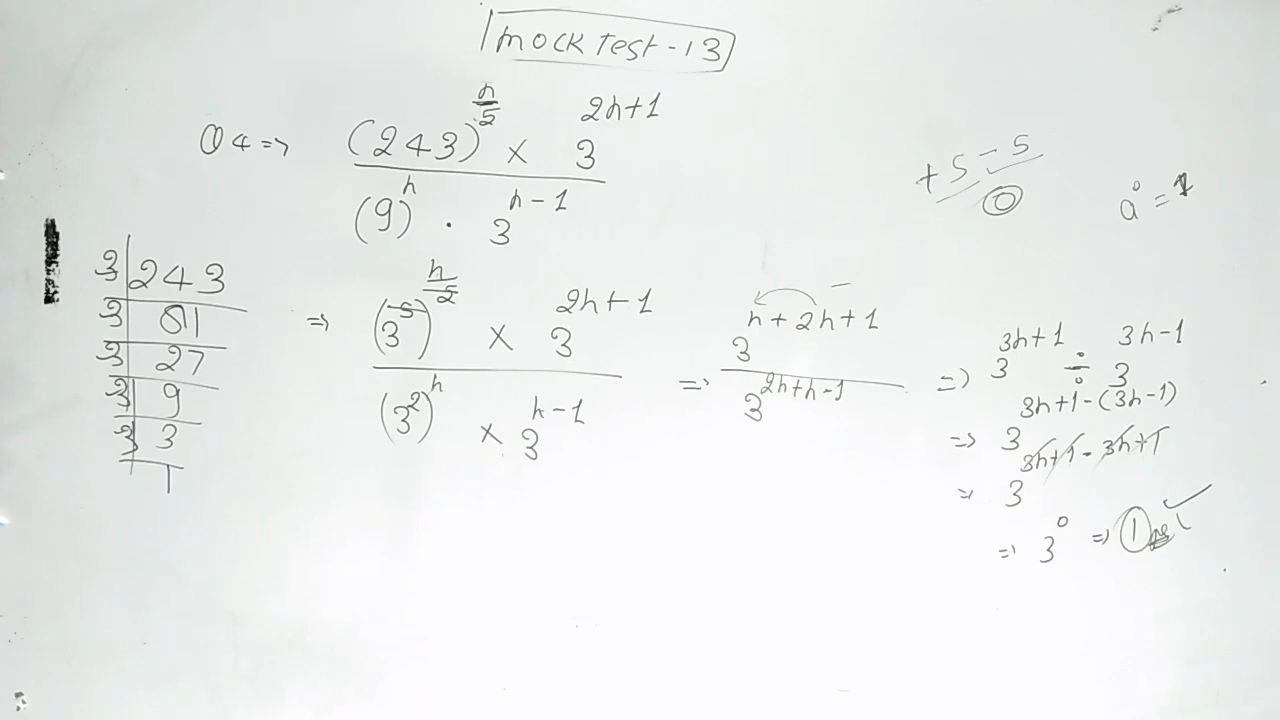 mock Test - 13
Q4 => (243)^(n/5) × 3^(2n+1)
(9)^n · 3^(n-1)
+5 - 5
0
a^0 = 1
3 | 243
3 | 81
3 | 27
3 | 9
3 | 3
1
=> (3^5)^(n/5) × 3^(2n+1)
(3^2)^n × 3^(n-1)
=> 3^(n+2n+1)
3^(2n+n-1)
=> 3^(3n+1) ÷ 3^(3n-1)
=> 3^(3n+1-(3n-1))
= 3^(3n+1-3n+1)
=> 3^0 => 1